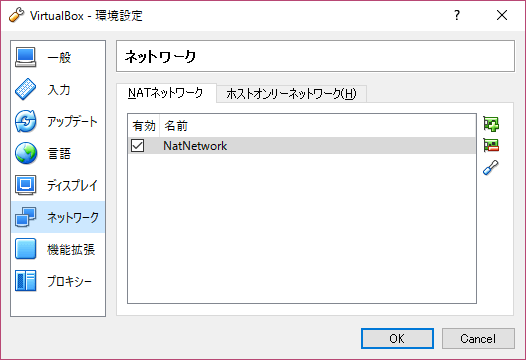 VirtualBox - 環境設定
?
一般
入力
アップデート
言語
ディスプレイ
ネットワーク
機能拡張
プロキシー
ネットワーク
NATネットワーク
ホストオンリーネットワーク(H)
有効 名前
NatNetwork
OK
Cancel